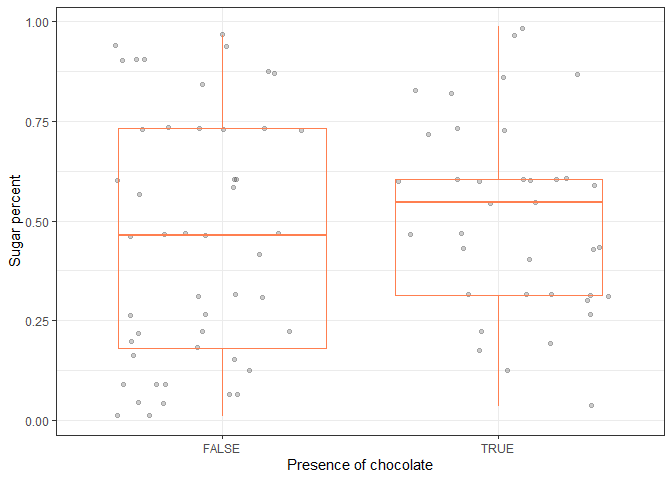 1.00
0.75
0.50
0.25
0.00
Sugar percent
FALSE
TRUE
Presence of chocolate